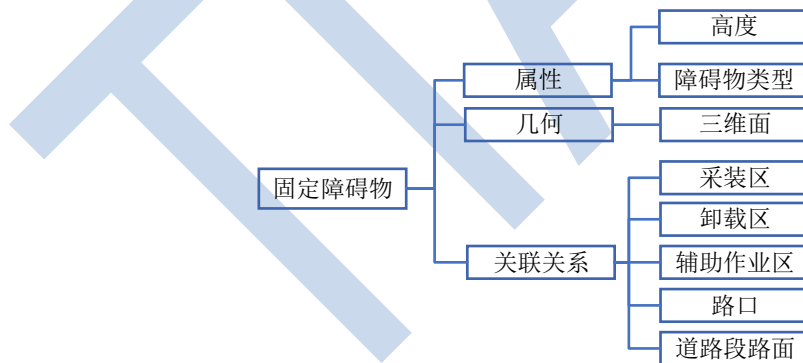 高度
属性
障碍物类型
几何
三维面
固定障碍物
采装区
卸载区
关联关系
辅助作业区
路口
道路段路面